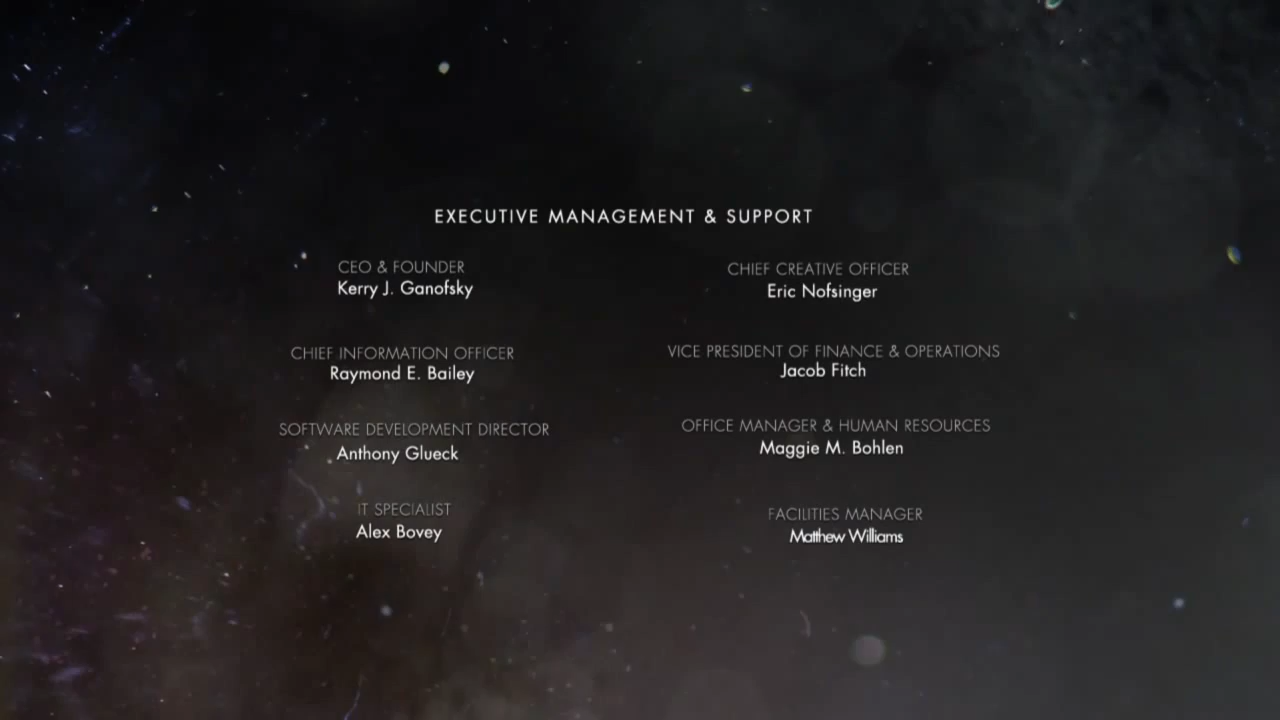 EXECUTIVE MANAGEMENT & SUPPORT
CEO & FOUNDER
Kerry J. Ganofsky
CHIEF CREATIVE OFFICER
Eric Nofsinger
CHIEF INFORMATION OFFICER
Raymond E. Bailey
VICE PRESIDENT OF FINANCE & OPERATIONS
Jacob Fitch
SOFTWARE DEVELOPMENT DIRECTOR
Anthony Glueck
OFFICE MANAGER & HUMAN RESOURCES
Maggie M. Bohlen
IT SPECIALIST
Alex Bovey
FACILITIES MANAGER
Matthew Williams